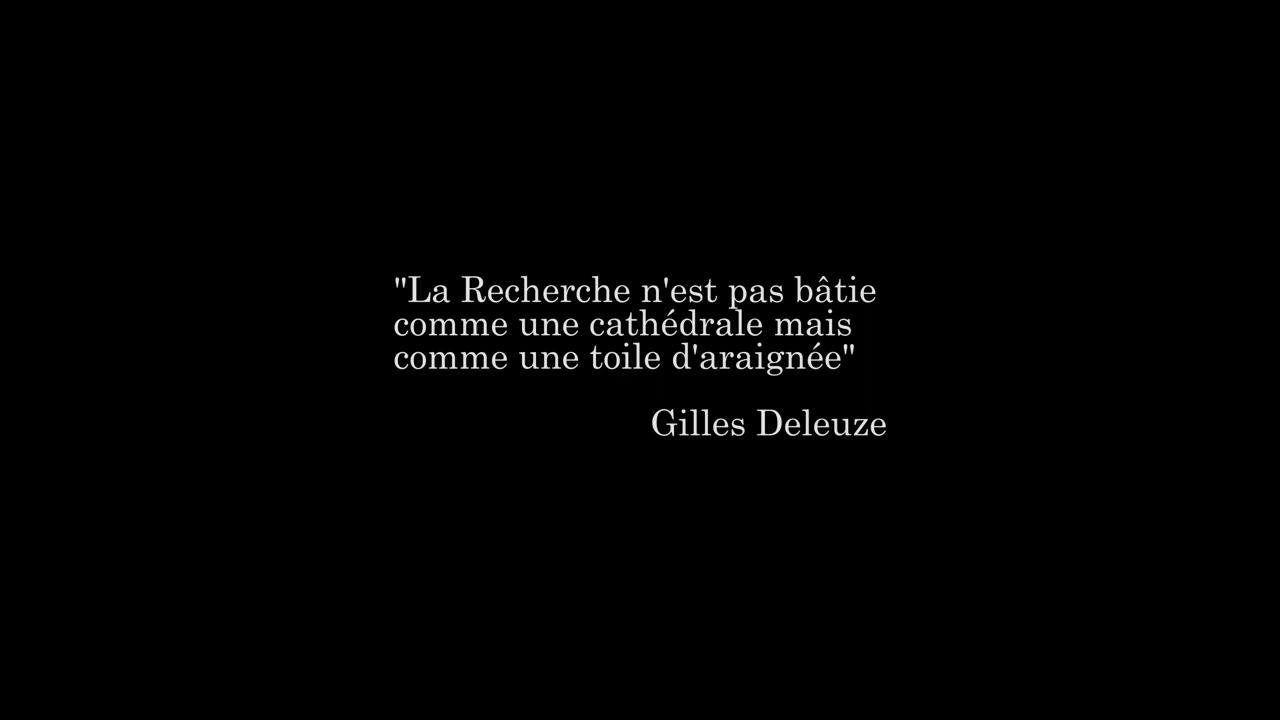 "La Recherche n'est pas bâtie
comme une cathédrale mais
comme une toile d'araignée"
Gilles Deleuze